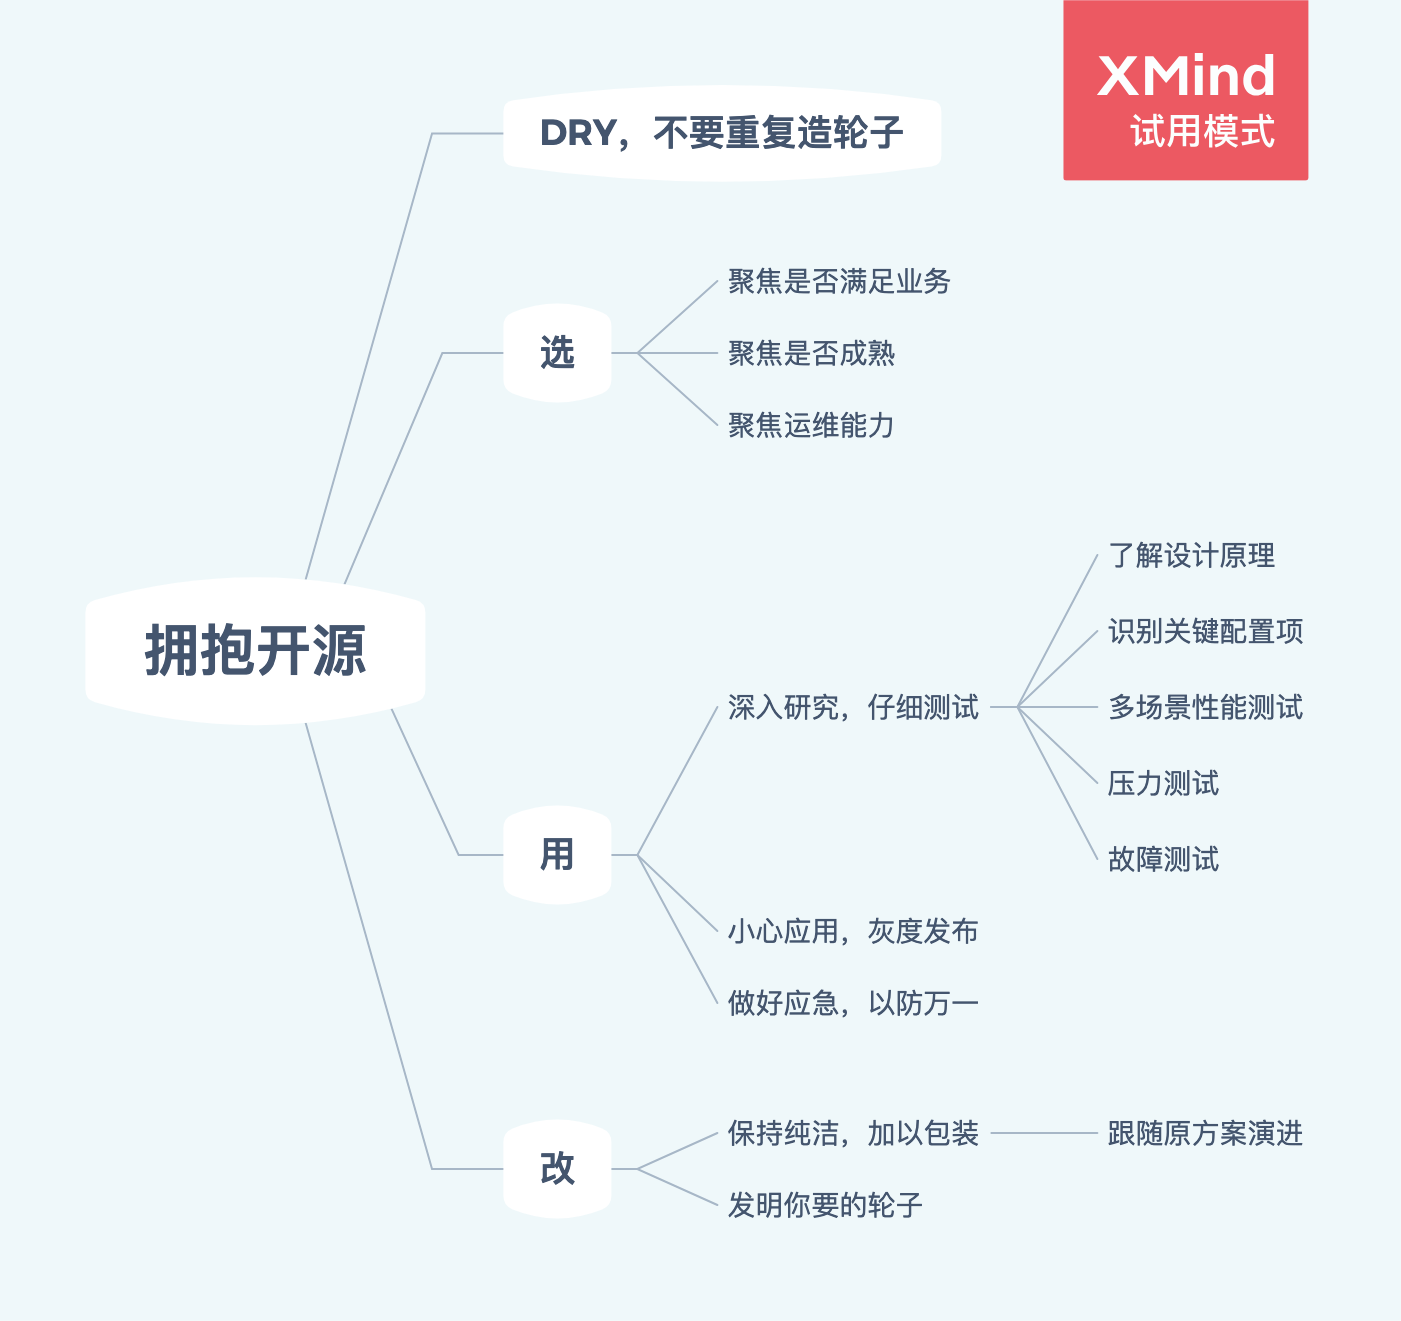 XMind
试用模式
DRY，不要重复造轮子
选
聚焦是否满足业务
聚焦是否成熟
聚焦运维能力
拥抱开源
用
深入研究，仔细测试
了解设计原理
识别关键配置项
多场景性能测试
压力测试
故障测试
小心应用，灰度发布
做好应急，以防万一
改
保持纯洁，加以包装
跟随原方案演进
发明你要的轮子